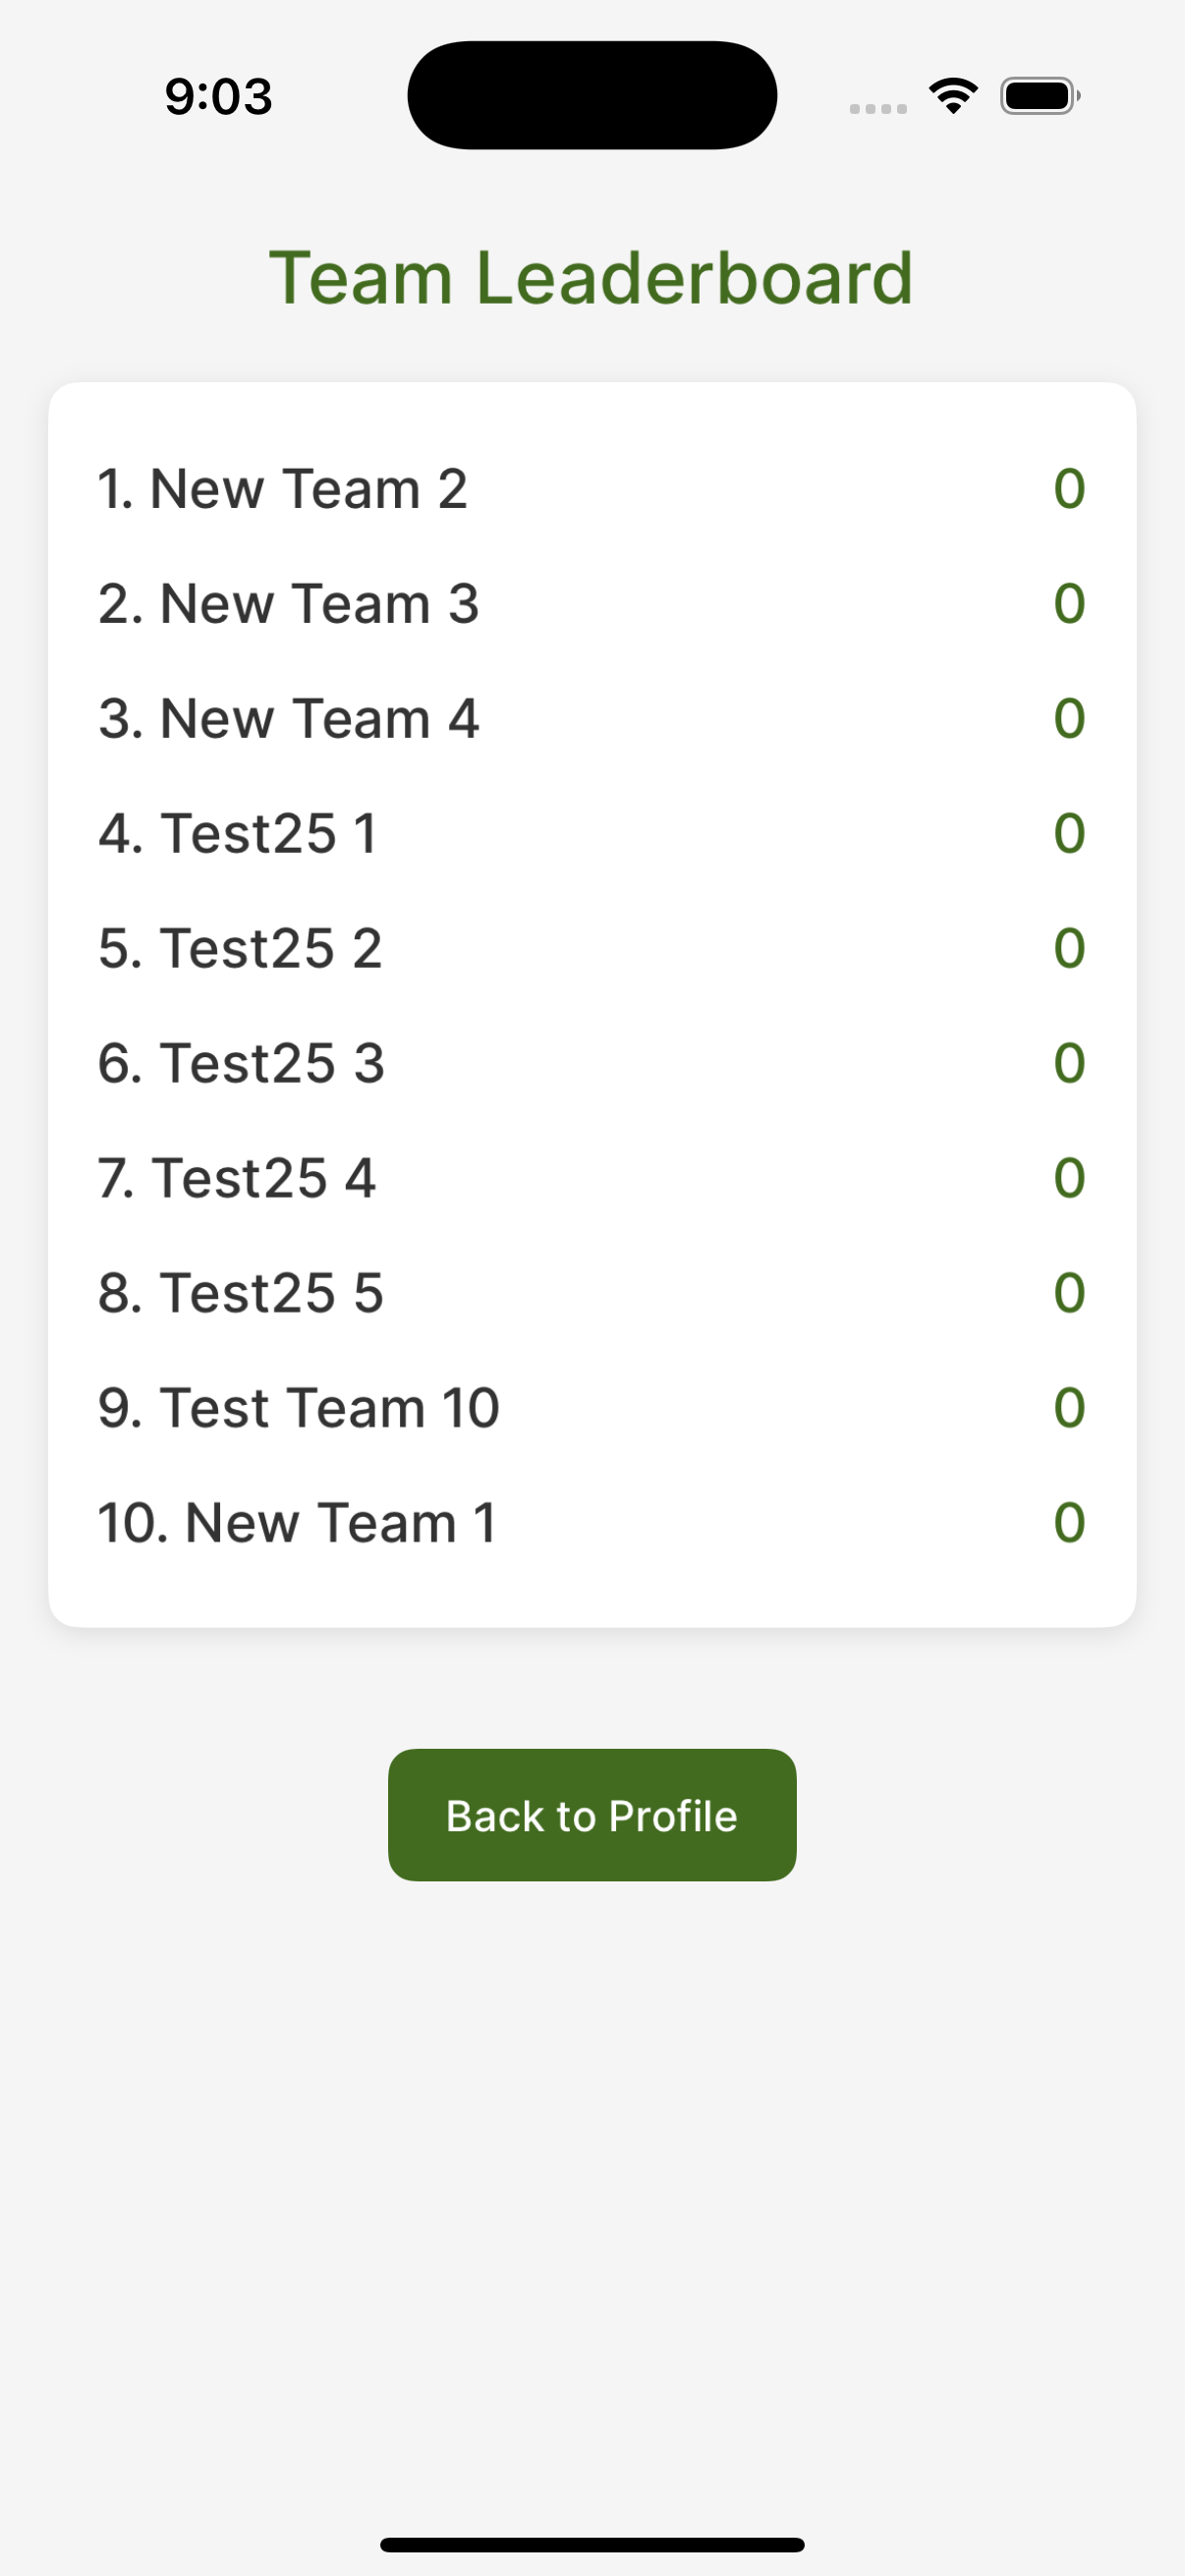 9:03
Team Leaderboard
1. New Team 2 0
2. New Team 3 0
3. New Team 4 0
4. Test25 1 0
5. Test25 2 0
6. Test25 3 0
7. Test25 4 0
8. Test25 5 0
9. Test Team 10 0
10. New Team 1 0
Back to Profile